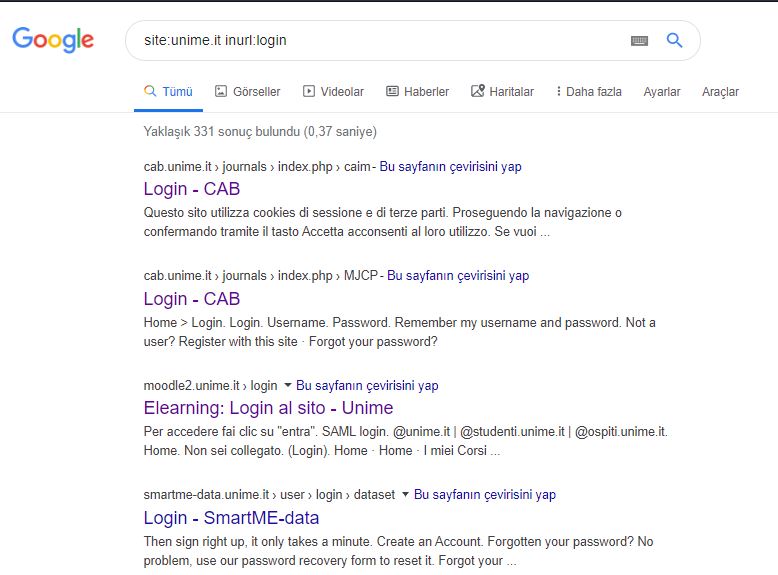 Google
site:unime.it inurl:login
Tümü Görseller Videolar Haberler Haritalar Daha fazla Ayarlar Araçlar
Yaklaşık 331 sonuç bulundu (0,37 saniye)
cab.unime.it › journals › index.php › caim - Bu sayfanın çevirisini yap
Login - CAB
Questo sito utilizza cookies di sessione e di terze parti. Proseguendo la navigazione o
confermando tramite il tasto Accetta acconsenti al loro utilizzo. Se vuoi ...
cab.unime.it › journals › index.php › MJCP - Bu sayfanın çevirisini yap
Login - CAB
Home > Login. Login. Username. Password. Remember my username and password. Not a
user? Register with this site · Forgot your password?
moodle2.unime.it › login Bu sayfanın çevirisini yap
Elearning: Login al sito - Unime
Per accedere fai clic su "entra". SAML login. @unime.it | @studenti.unime.it | @ospiti.unime.it.
Home. Non sei collegato. (Login). Home · Home · I miei Corsi ...
smartme-data.unime.it › user › login › dataset Bu sayfanın çevirisini yap
Login - SmartME-data
Then sign right up, it only takes a minute. Create an Account. Forgotten your password? No
problem, use our password recovery form to reset it. Forgot your ...